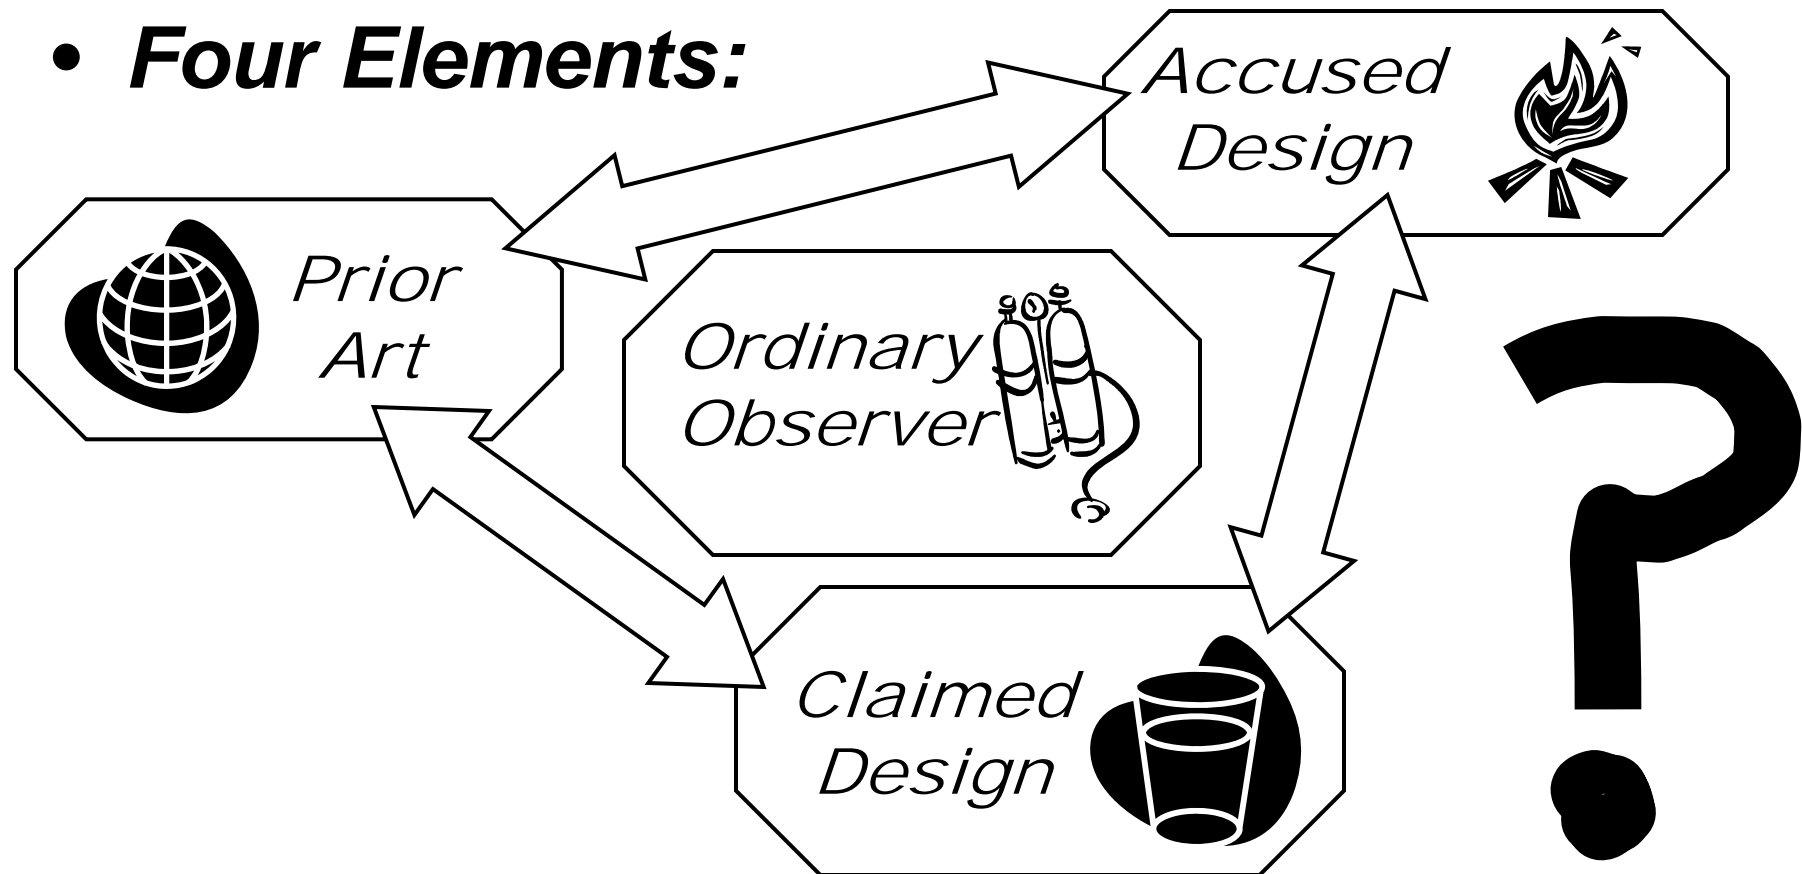 • Four Elements:
Accused
Design
Prior
Art
Ordinary
Observer
Claimed
Design
?